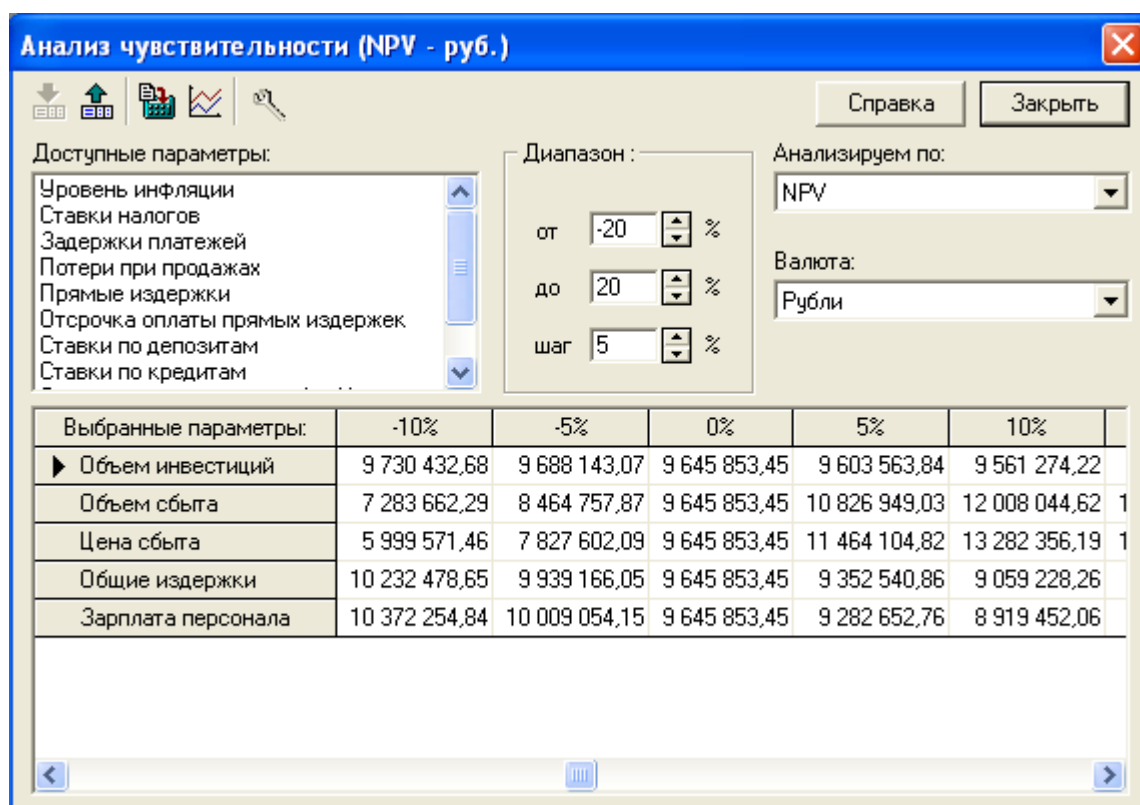 Анализ чувствительности (NPV - руб.)
Справка
Закрыть
Доступные параметры:
Диапазон :
Анализируем по:
Уровень инфляции
Ставки налогов
Задержки платежей
Потери при продажах
Прямые издержки
Отсрочка оплаты прямых издержек
Ставки по депозитам
Ставки по кредитам
от -20 %
до 20 %
шаг 5 %
NPV
Валюта:
Рубли
Выбранные параметры: -10% -5% 0% 5% 10%
Объем инвестиций 9 730 432,68 9 688 143,07 9 645 853,45 9 603 563,84 9 561 274,22
Объем сбыта 7 283 662,29 8 464 757,87 9 645 853,45 10 826 949,03 12 008 044,62 1
Цена сбыта 5 999 571,46 7 827 602,09 9 645 853,45 11 464 104,82 13 282 356,19 1
Общие издержки 10 232 478,65 9 939 166,05 9 645 853,45 9 352 540,86 9 059 228,26
Зарплата персонала 10 372 254,84 10 009 054,15 9 645 853,45 9 282 652,76 8 919 452,06